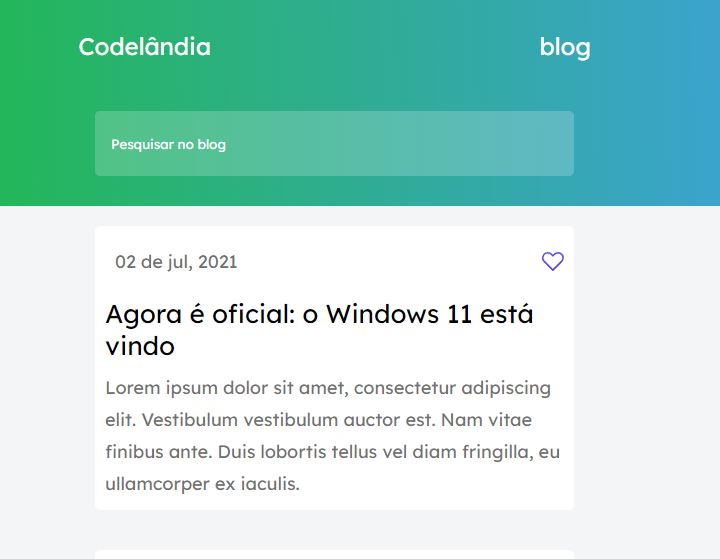 Codelândia blog
Pesquisar no blog
02 de jul, 2021
Agora é oficial: o Windows 11 está
vindo
Lorem ipsum dolor sit amet, consectetur adipiscing
elit. Vestibulum vestibulum auctor est. Nam vitae
finibus ante. Duis lobortis tellus vel diam fringilla, eu
ullamcorper ex iaculis.